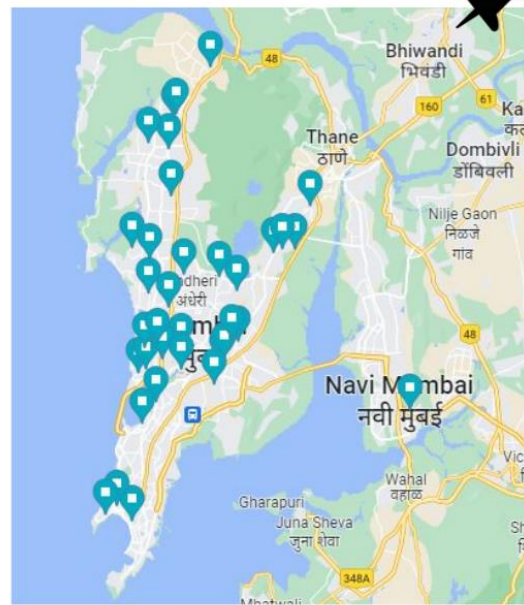 Bhiwandi
भिवंडी
48
160
61
Thane
ठाणे
Dombivli
डोंबिवली
Nilje Gaon
निळजे
गांव
अंधेरी
48
Navi Mumbai
नवी मुंबई
Wahal
वहाळ
Gharapuri
Juna Sheva
जुना शेवा
348A